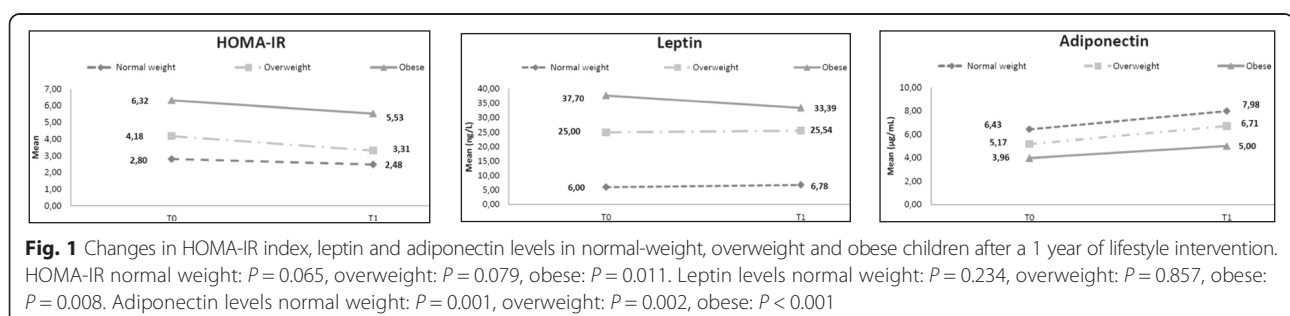 HOMA-IR
Normal weight Overweight Obese
Mean
7,00
6,00
5,00
4,00
3,00
2,00
1,00
0,00
6,32
5,53
4,18
3,31
2,80
2,48
T0 T1
Leptin
Normal weight Overweight Obese
Mean (ng/L)
40,00
35,00
30,00
25,00
20,00
15,00
10,00
5,00
0,00
37,70
33,39
25,00
25,54
6,00
6,78
T0 T1
Adiponectin
Normal weight Overweight Obese
Mean (µg/mL)
10,00
8,00
6,00
4,00
2,00
0,00
6,43
7,98
5,17
6,71
3,96
5,00
T0 T1
Fig. 1 Changes in HOMA-IR index, leptin and adiponectin levels in normal-weight, overweight and obese children after a 1 year of lifestyle intervention.
HOMA-IR normal weight: P = 0.065, overweight: P = 0.079, obese: P = 0.011. Leptin levels normal weight: P = 0.234, overweight: P = 0.857, obese:
P = 0.008. Adiponectin levels normal weight: P = 0.001, overweight: P = 0.002, obese: P < 0.001